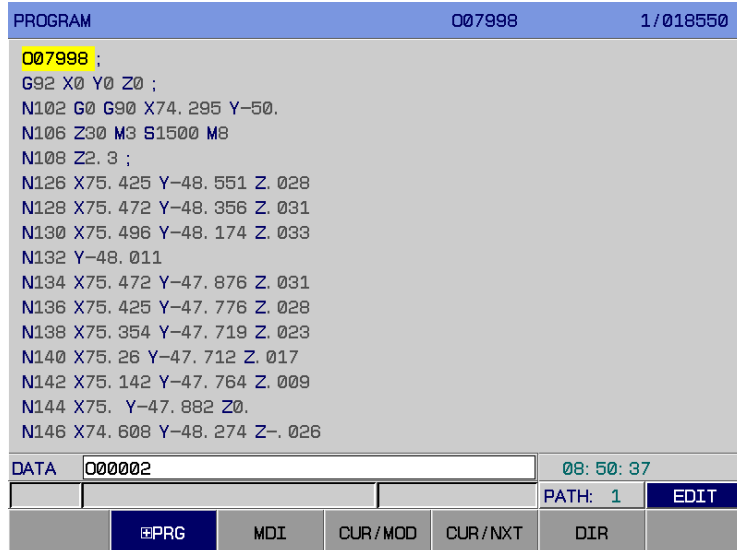 PROGRAM O07998 1/018550
O07998 ;
G92 X0 Y0 Z0 ;
N102 G0 G90 X74.295 Y-50.
N106 Z30 M3 S1500 M8
N108 Z2.3 ;
N126 X75.425 Y-48.551 Z.028
N128 X75.472 Y-48.356 Z.031
N130 X75.496 Y-48.174 Z.033
N132 Y-48.011
N134 X75.472 Y-47.876 Z.031
N136 X75.425 Y-47.776 Z.028
N138 X75.354 Y-47.719 Z.023
N140 X75.26 Y-47.712 Z.017
N142 X75.142 Y-47.764 Z.009
N144 X75. Y-47.882 Z0.
N146 X74.608 Y-48.274 Z-.026
DATA O00002 08:50:37
PATH: 1 EDIT
⊞PRG MDI CUR/MOD CUR/NXT DIR